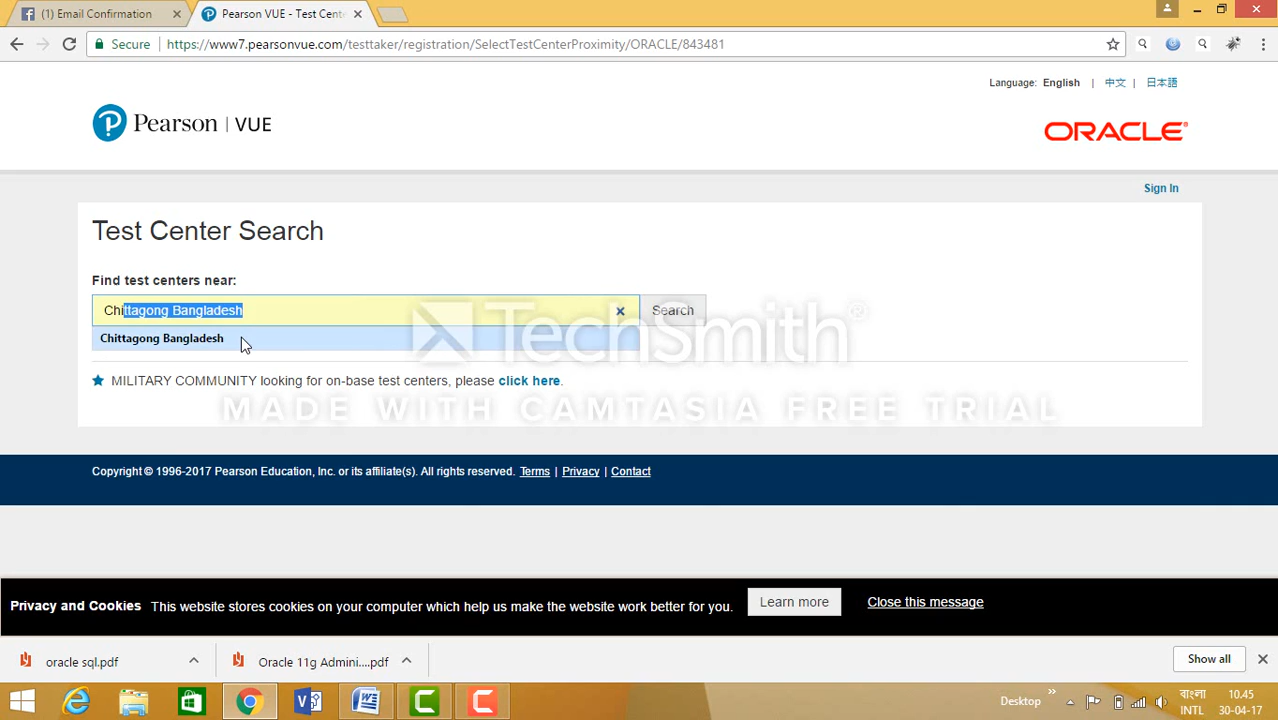 (1) Email Confirmation
Pearson VUE - Test Cente
Secure
https://www7.pearsonvue.com/testtaker/registration/SelectTestCenterProximity/ORACLE/843481
Language: English | 中文 | 日本語
Pearson | VUE
ORACLE®
Sign In
Test Center Search
Find test centers near:
Chittagong Bangladesh
Search
Chittagong Bangladesh
TechSmith®
MILITARY COMMUNITY looking for on-base test centers, please click here.
MADE WITH CAMTASIA FREE TRIAL
Copyright © 1996-2017 Pearson Education, Inc. or its affiliate(s). All rights reserved. Terms | Privacy | Contact
Privacy and Cookies This website stores cookies on your computer which help us make the website work better for you.
Learn more
Close this message
oracle sql.pdf
Oracle 11g Admini....pdf
Show all
Desktop
বাংলা
INTL
10.45
30-04-17